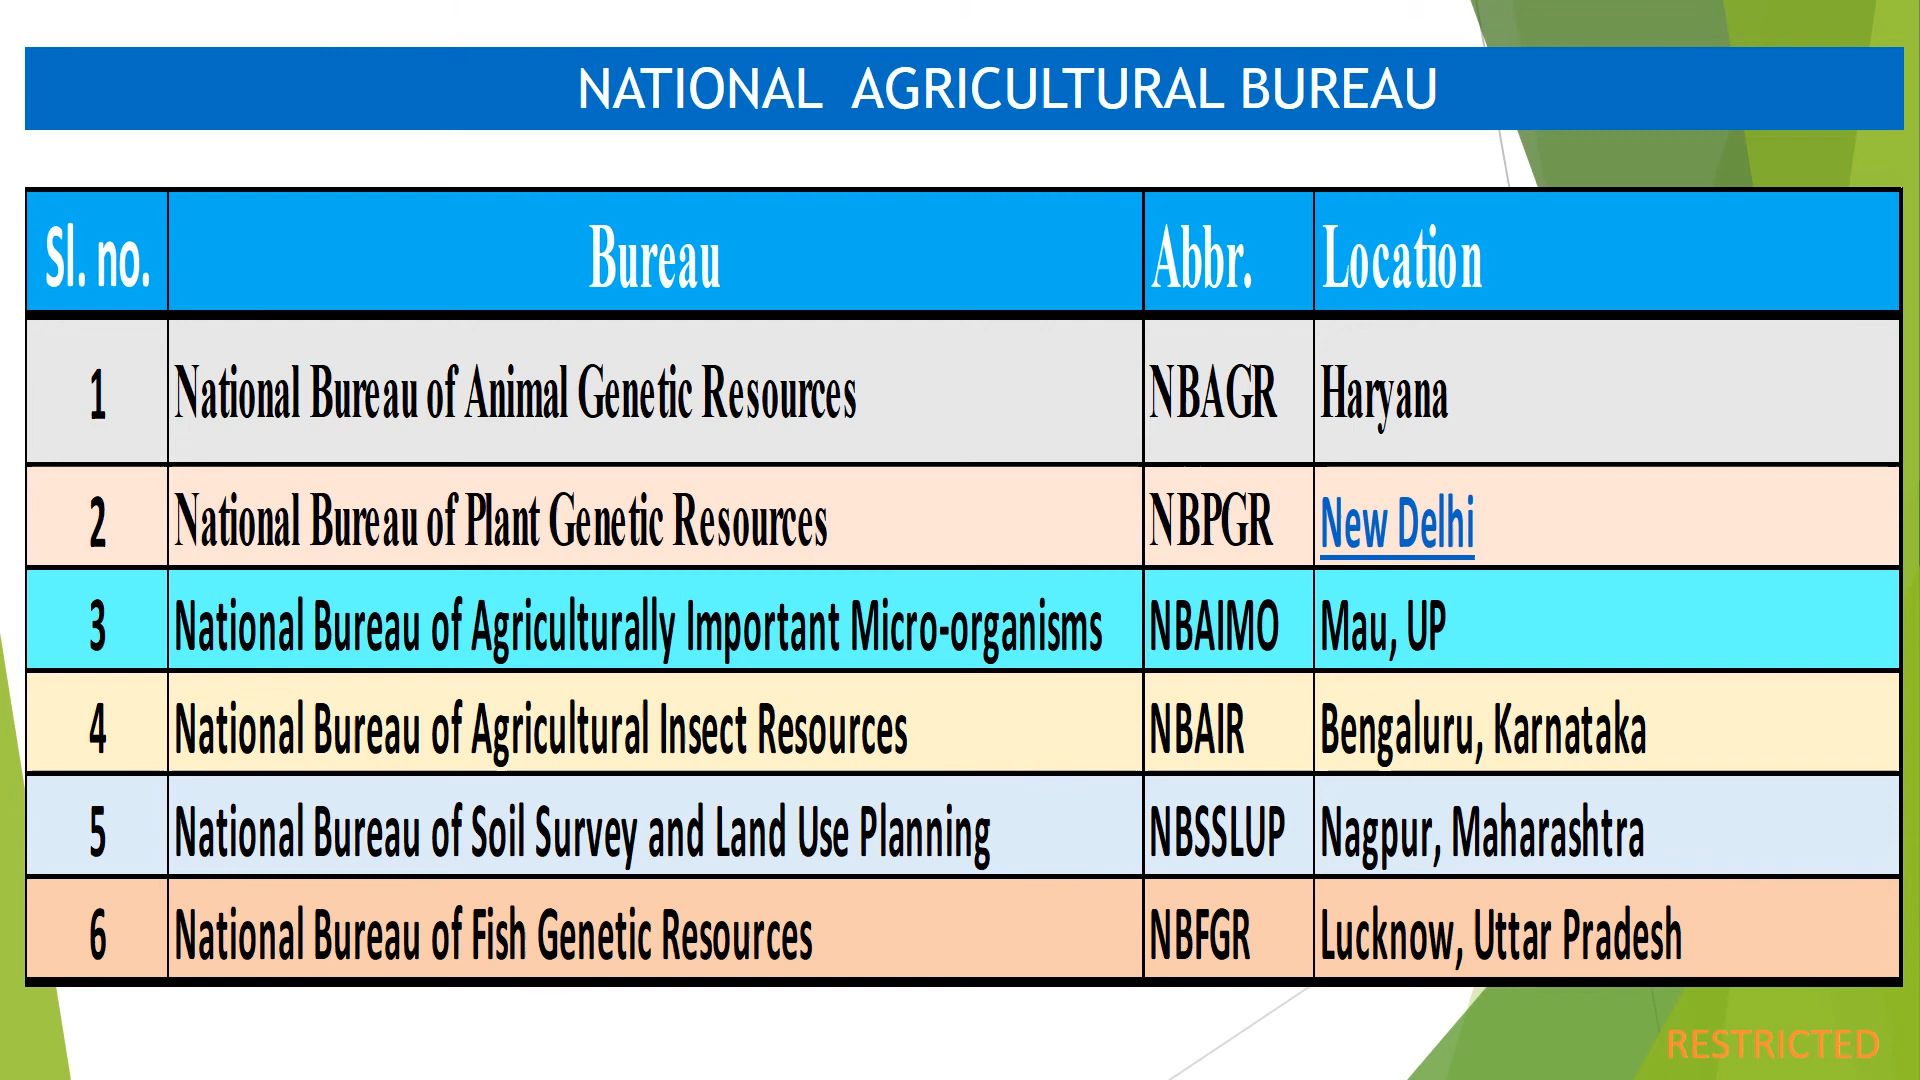 NATIONAL AGRICULTURAL BUREAU
Sl. no. Bureau Abbr. Location
1 National Bureau of Animal Genetic Resources NBAGR Haryana
2 National Bureau of Plant Genetic Resources NBPGR New Delhi
3 National Bureau of Agriculturally Important Micro-organisms NBAIMO Mau, UP
4 National Bureau of Agricultural Insect Resources NBAIR Bengaluru, Karnataka
5 National Bureau of Soil Survey and Land Use Planning NBSSLUP Nagpur, Maharashtra
6 National Bureau of Fish Genetic Resources NBFGR Lucknow, Uttar Pradesh
RESTRICTED